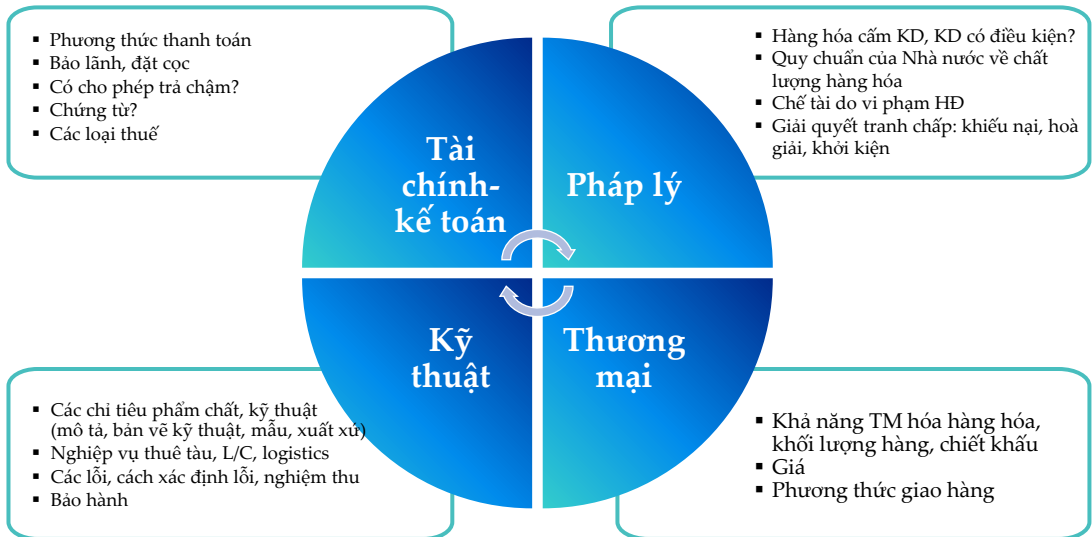 ▪ Phương thức thanh toán
▪ Bảo lãnh, đặt cọc
▪ Có cho phép trả chậm?
▪ Chứng từ?
▪ Các loại thuế
▪ Hàng hóa cấm KD, KD có điều kiện?
▪ Quy chuẩn của Nhà nước về chất
lượng hàng hóa
▪ Chế tài do vi phạm HĐ
▪ Giải quyết tranh chấp: khiếu nại, hoà
giải, khởi kiện
Tài
chính-
kế toán
Pháp lý
Kỹ
thuật
Thương
mại
▪ Các chỉ tiêu phẩm chất, kỹ thuật
(mô tả, bản vẽ kỹ thuật, mẫu, xuất xứ)
▪ Nghiệp vụ thuê tàu, L/C, logistics
▪ Các lỗi, cách xác định lỗi, nghiệm thu
▪ Bảo hành
▪ Khả năng TM hóa hàng hóa,
khối lượng hàng, chiết khấu
▪ Giá
▪ Phương thức giao hàng